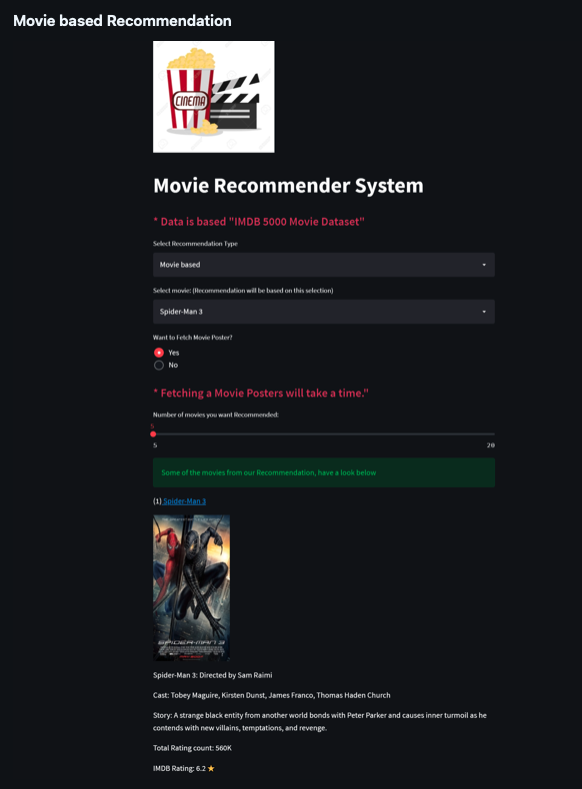 Movie based Recommendation
CINEMA
Movie Recommender System
* Data is based "IMDB 5000 Movie Dataset"
Select Recommendation Type
Movie based
Select movie: (Recommendation will be based on this selection)
Spider-Man 3
Want to Fetch Movie Poster?
Yes
No
* Fetching a Movie Posters will take a time."
Number of movies you want Recommended:
5
5 20
Some of the movies from our Recommendation, have a look below
(1) Spider-Man 3
SPIDER-MAN 3
Spider-Man 3: Directed by Sam Raimi
Cast: Tobey Maguire, Kirsten Dunst, James Franco, Thomas Haden Church
Story: A strange black entity from another world bonds with Peter Parker and causes inner turmoil as he
contends with new villains, temptations, and revenge.
Total Rating count: 560K
IMDB Rating: 6.2 ⭐